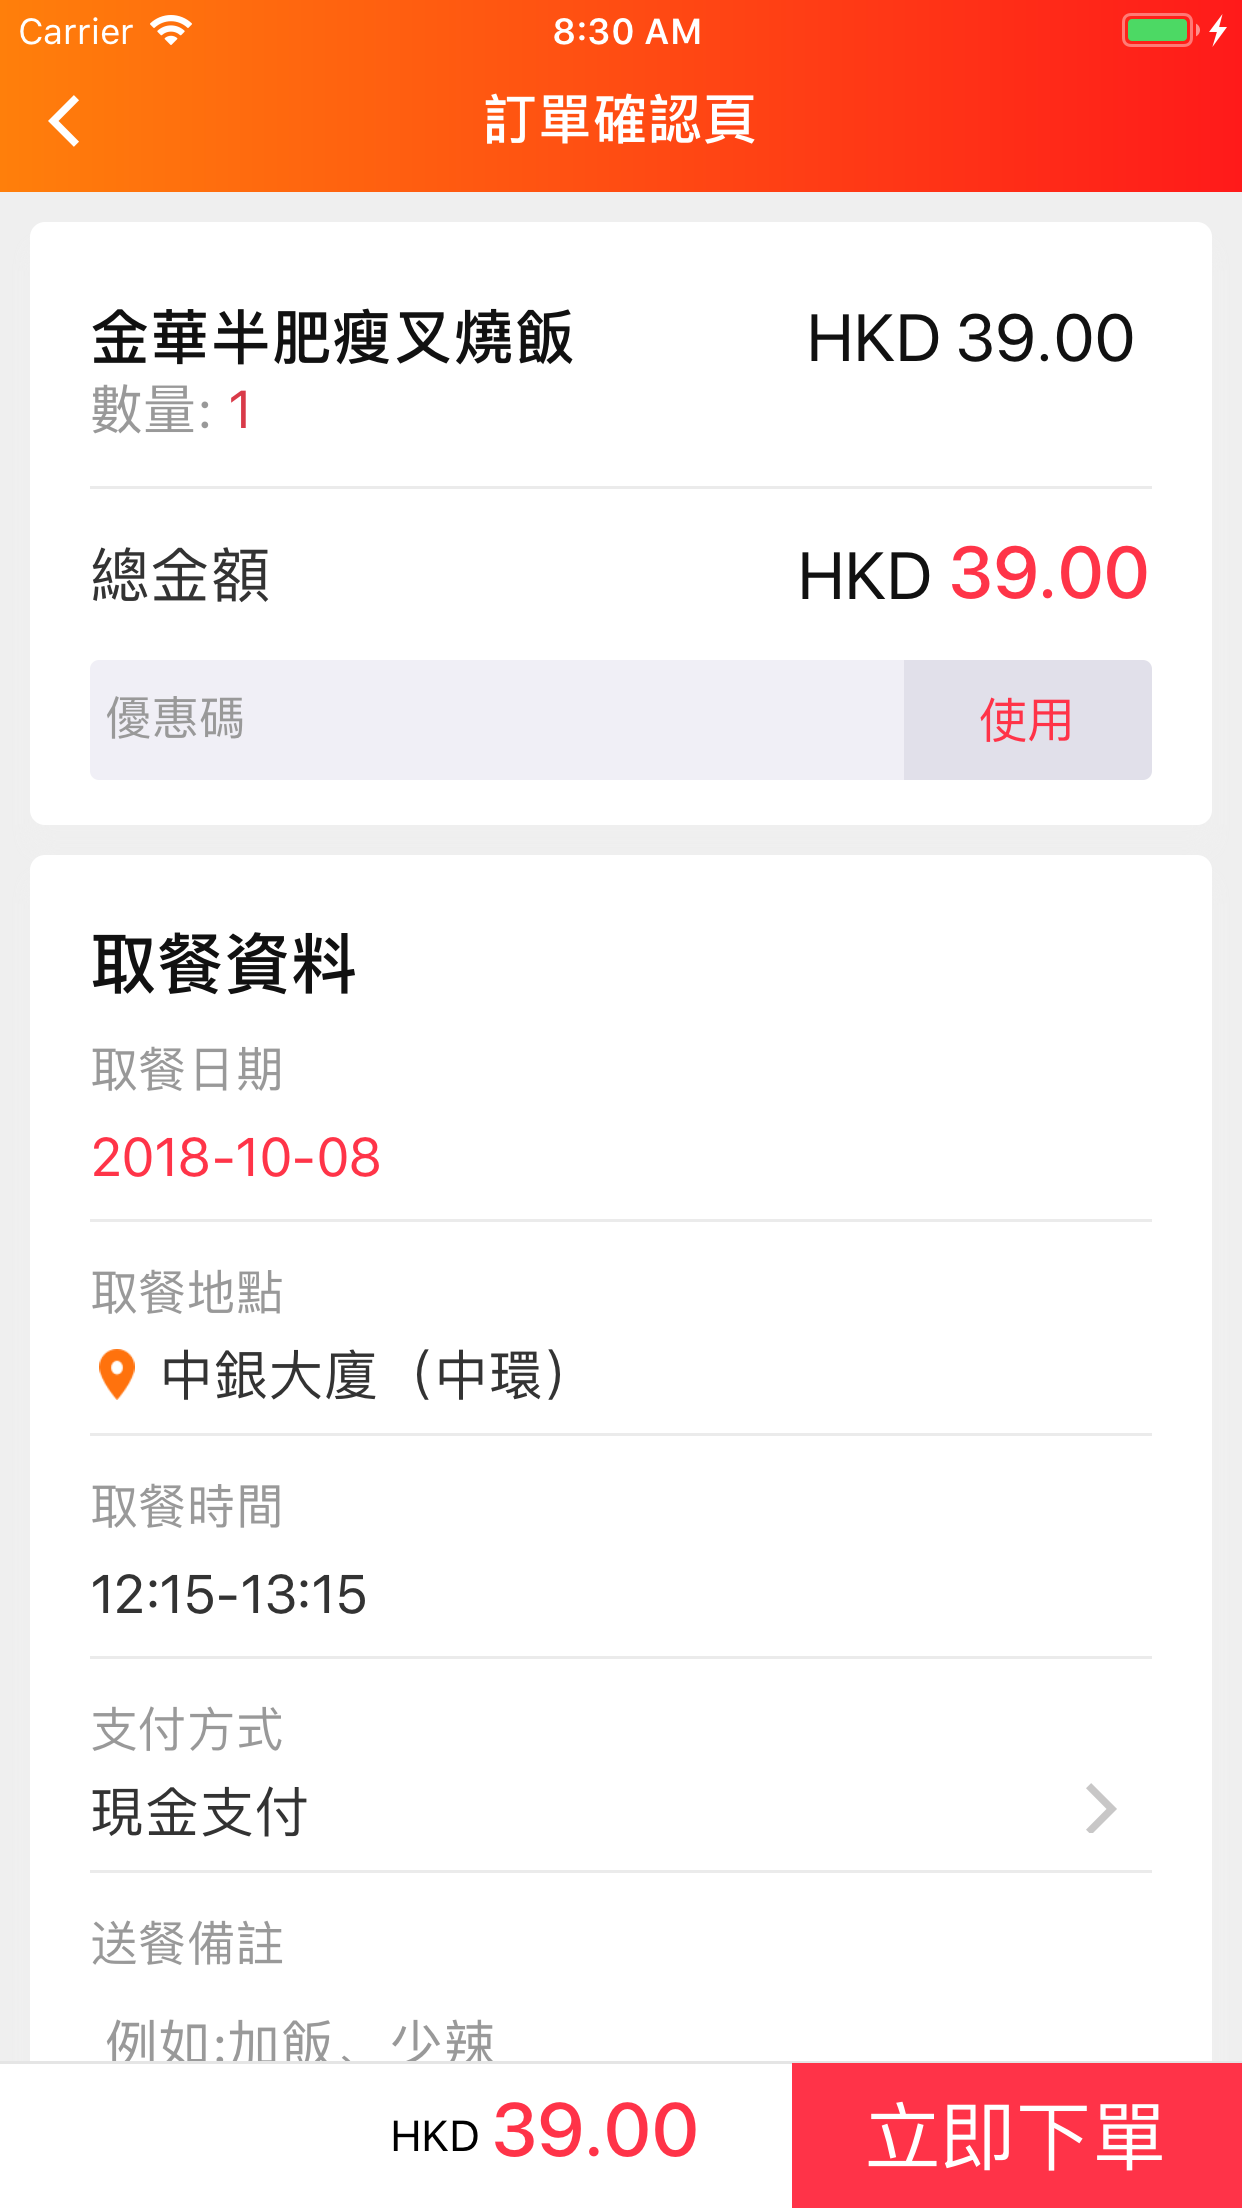 Carrier 8:30 AM
訂單確認頁
金華半肥瘦叉燒飯 HKD 39.00
數量: 1
總金額 HKD 39.00
優惠碼 使用
取餐資料
取餐日期
2018-10-08
取餐地點
中銀大廈（中環）
取餐時間
12:15-13:15
支付方式
現金支付
送餐備註
例如:加飯、少辣
HKD 39.00 立即下單